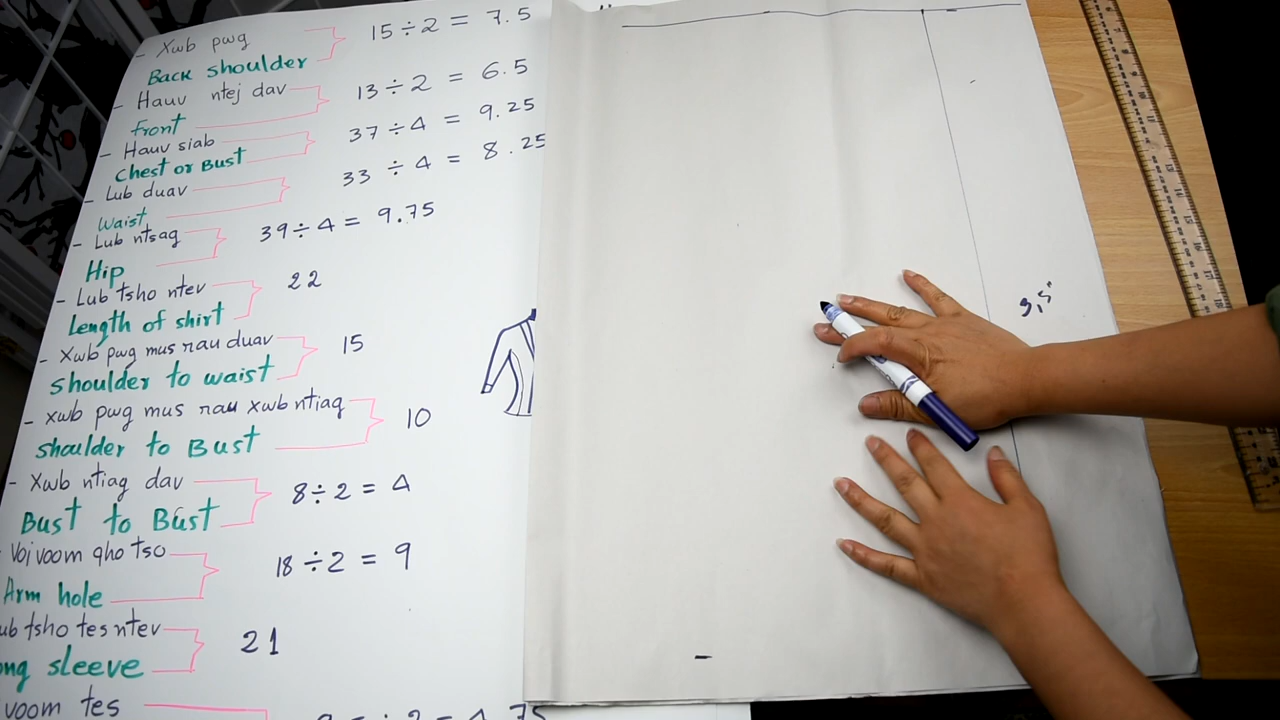 - Xwb pwg 15÷2 = 7.5
Back shoulder
- Hauv ntej dav 13÷2 = 6.5
Front
- Hauv siab 37÷4 = 9.25
Chest or Bust
- Lub duav 33÷4 = 8.25
Waist
- Lub ntsag 39÷4 = 9.75
Hip
- Lub tsho ntev 22
Length of shirt
- Xwb pwg mus rau duav 15
shoulder to waist
- xwb pwg mus rau xwb ntiag 10
shoulder to Bust
- Xwb ntiag dav 8÷2 = 4
Bust to Bust
Voj voom qho tso 18÷2 = 9
Arm hole
ub tsho tes ntev 21
ong sleeve
voom tes
3,5"